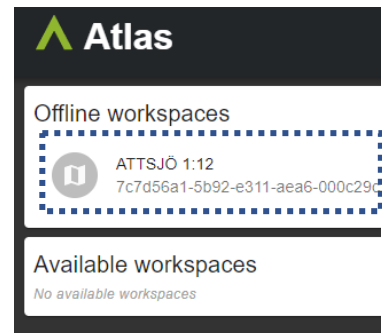 Atlas
Offline workspaces
ATTSJÖ 1:12
7c7d56a1-5b92-e311-aea6-000c29c
Available workspaces
No available workspaces